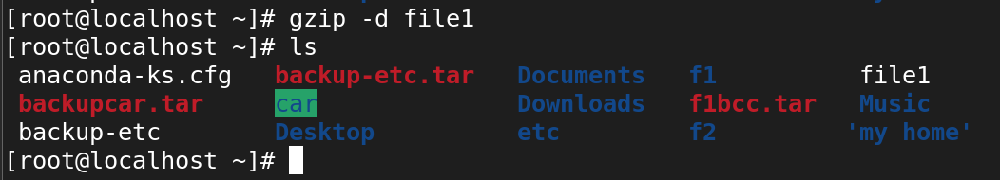 [root@localhost ~]# gzip -d file1
[root@localhost ~]# ls
anaconda-ks.cfg   backup-etc.tar   Documents   f1            file1
backupcar.tar     car              Downloads   f1bcc.tar     Music
backup-etc        Desktop          etc         f2           'my home'
[root@localhost ~]#